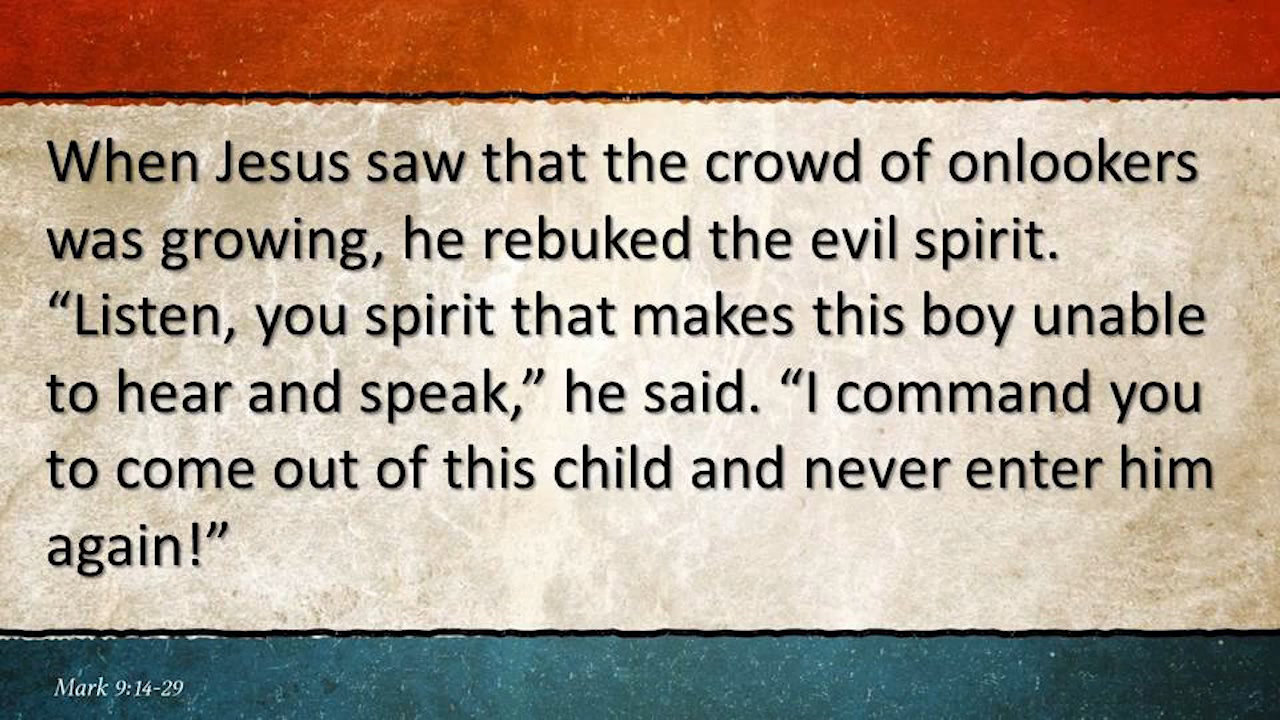 When Jesus saw that the crowd of onlookers
was growing, he rebuked the evil spirit.
“Listen, you spirit that makes this boy unable
to hear and speak,” he said. “I command you
to come out of this child and never enter him
again!”
Mark 9:14-29